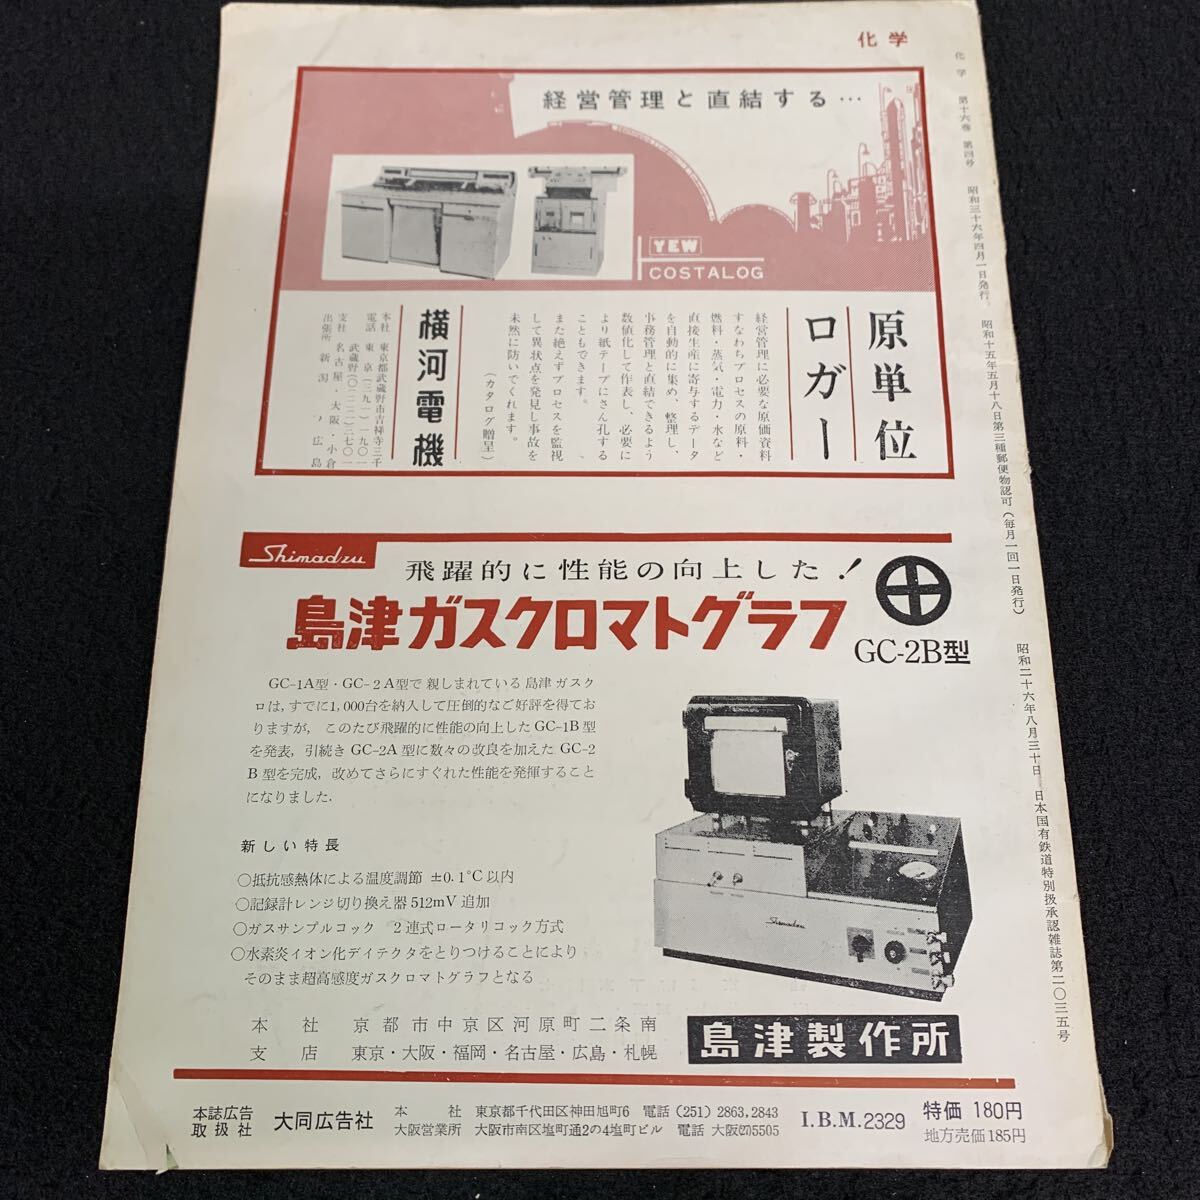 化学
化学 第十六巻 第四号 昭和三十六年四月一日発行。 昭和十五年五月十八日第三種郵便物認可(毎月一回一日発行) 昭和二十六年八月三十日 日本国有鉄道特別扱承認雑誌第二〇三五号
経営管理と直結する…
YEW
COSTALOG
原単位
ロガー
経営管理に必要な原価資料
すなわちプロセスの原料・
燃料・蒸気・電力・水など
直接生産に寄与するデータ
を自動的に集め、整理し、
事務管理と直結できるよう
数値化して作表し、必要に
より紙テープにさん孔する
こともできます。
また絶えずプロセスを監視
して異状点を発見し事故を
未然に防いでくれます。
(カタログ贈呈)
横河電機
本社 東京都武蔵野市吉祥寺三千
電話 東京(三九一)一九〇一
武蔵野(〇二二二)三七〇一
支社 名古屋・大阪・小倉
出張所 新潟 広島
Shimadzu
飛躍的に性能の向上した!
島津ガスクロマトグラフ
GC-2B型
GC-1A型・GC-2A型で親しまれている島津ガスク
ロは,すでに1,000台を納入して圧倒的なご好評を得てお
りますが, このたび飛躍的に性能の向上したGC-1B型
を発表, 引続きGC-2A型に数々の改良を加えたGC-2
B型を完成, 改めてさらにすぐれた性能を発揮すること
になりました.
新しい特長
○抵抗感熱体による温度調節 ±0.1℃以内
○記録計レンジ切り換え器512mV追加
○ガスサンプルコック 2連式ロータリコック方式
○水素炎イオン化ディテクタをとりつけることにより
そのまま超高感度ガスクロマトグラフとなる
Shimadzu
本社 京都市中京区河原町二条南
支店 東京・大阪・福岡・名古屋・広島・札幌
島津製作所
本誌広告
取扱社
大同広告社
本社 東京都千代田区神田旭町6 電話(251)2863,2843
大阪営業所 大阪市南区塩町通2の4塩町ビル 電話 大阪(27)5505
I.B.M.2329
特価 180円
地方売価185円